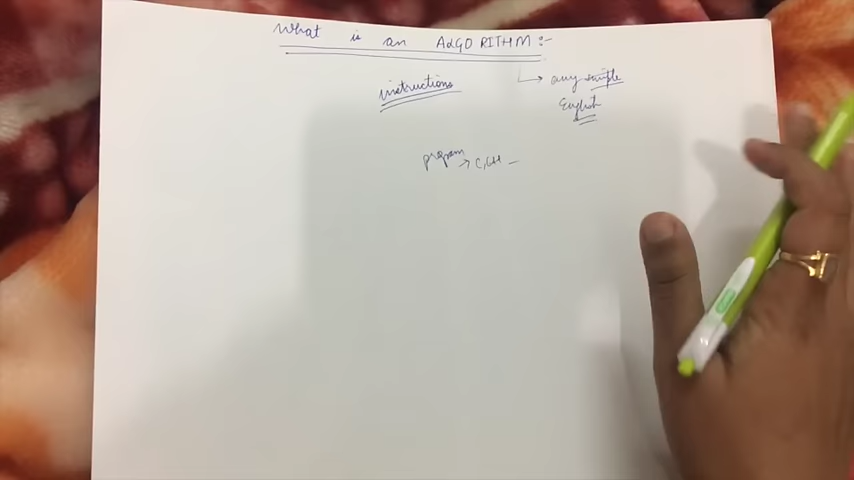 What is an ALGORITHM :-
instructions
→ any simple
English
program
→ C, C++ -